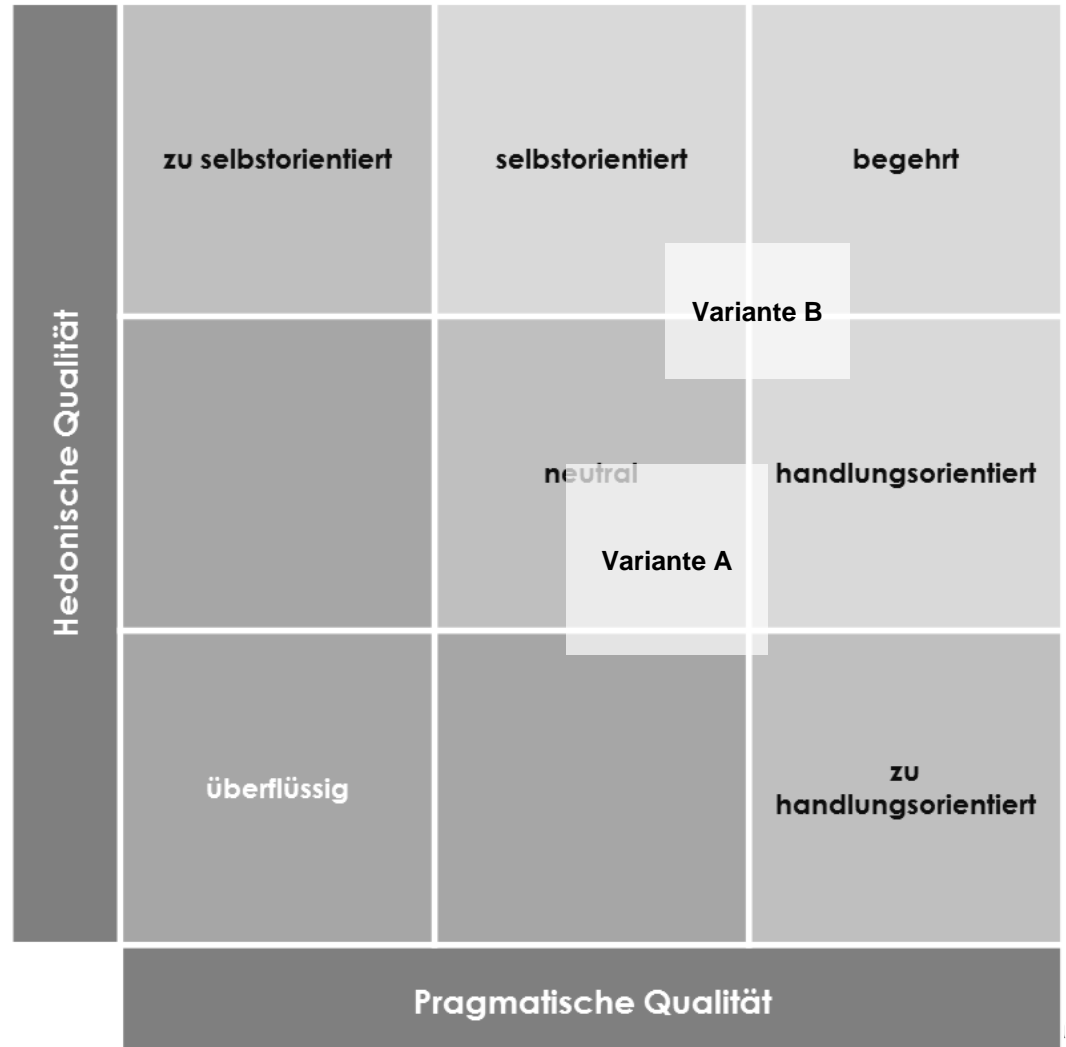 Hedonische Qualität
zu selbstorientiert
selbstorientiert
begehrt
Variante B
neutral
handlungsorientiert
Variante A
überflüssig
zu
handlungsorientiert
Pragmatische Qualität